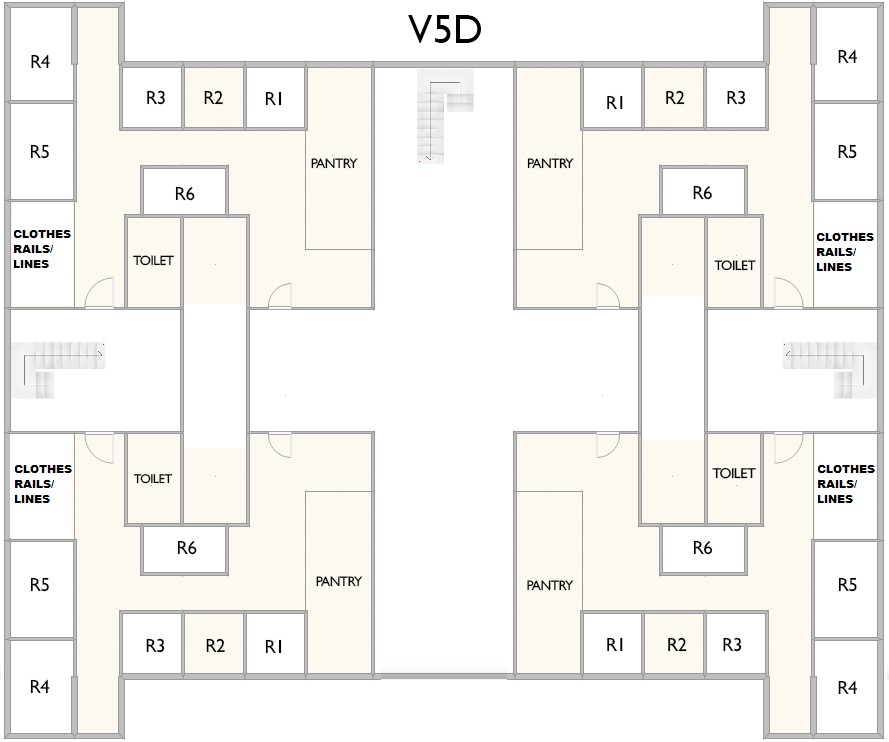 V5D
R4
R3
R2
R1
R1
R2
R3
R4
R5
PANTRY
PANTRY
R5
R6
R6
CLOTHES
RAILS/
LINES
TOILET
TOILET
CLOTHES
RAILS/
LINES
CLOTHES
RAILS/
LINES
TOILET
TOILET
CLOTHES
RAILS/
LINES
R6
R6
R5
PANTRY
PANTRY
R5
R3
R2
R1
R1
R2
R3
R4
R4